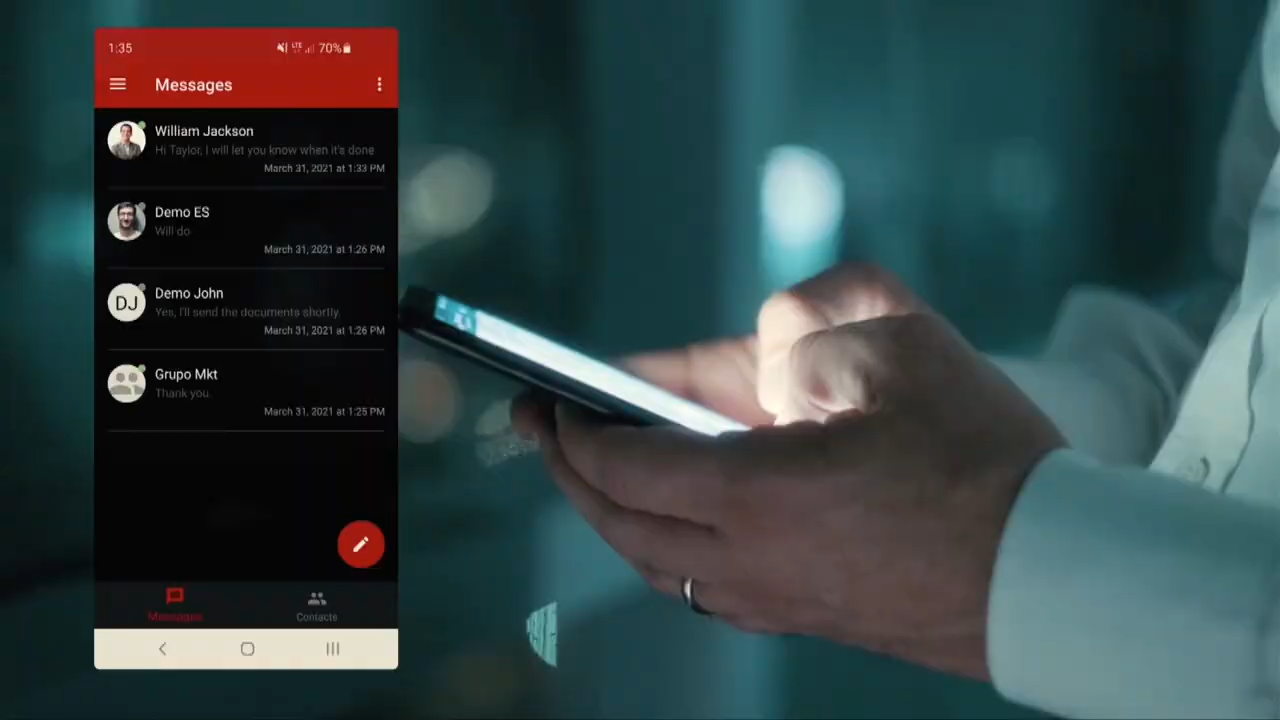 1:35 LTE 70%
Messages
William Jackson
Hi Taylor, I will let you know when it's done
March 31, 2021 at 1:33 PM
Demo ES
Will do
March 31, 2021 at 1:26 PM
DJ
Demo John
Yes, I'll send the documents shortly.
March 31, 2021 at 1:26 PM
Grupo Mkt
Thank you.
March 31, 2021 at 1:25 PM
Messages
Contacts